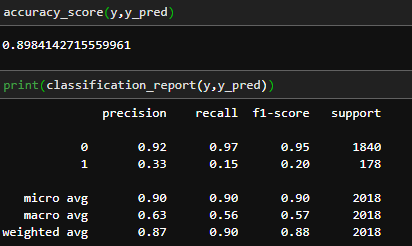 accuracy_score(y,y_pred)
0.8984142715559961
print(classification_report(y,y_pred))
precision recall f1-score support
0 0.92 0.97 0.95 1840
1 0.33 0.15 0.20 178
micro avg 0.90 0.90 0.90 2018
macro avg 0.63 0.56 0.57 2018
weighted avg 0.87 0.90 0.88 2018